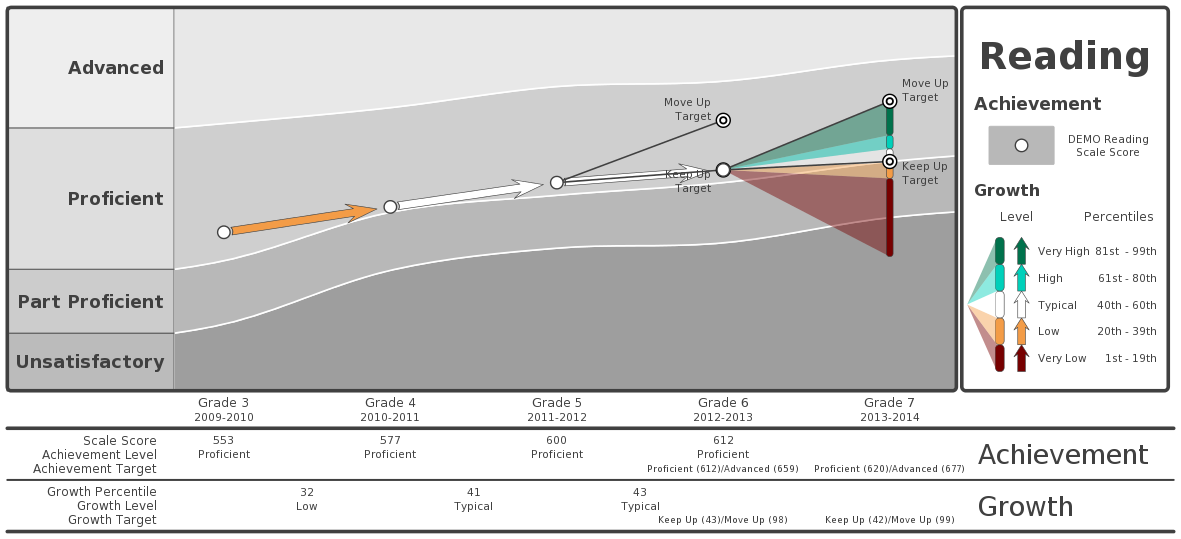 Advanced
Proficient
Part Proficient
Unsatisfactory
Move Up
Target
Keep Up
Target
Move Up
Target
Keep Up
Target
Reading
Achievement
DEMO Reading
Scale Score
Growth
Level Percentiles
Very High 81st - 99th
High 61st - 80th
Typical 40th - 60th
Low 20th - 39th
Very Low 1st - 19th
Grade 3 Grade 4 Grade 5 Grade 6 Grade 7
2009-2010 2010-2011 2011-2012 2012-2013 2013-2014
Scale Score 553 577 600 612
Achievement Level Proficient Proficient Proficient Proficient
Achievement Target Proficient (612)/Advanced (659) Proficient (620)/Advanced (677)
Achievement
Growth Percentile 32 41 43
Growth Level Low Typical Typical
Growth Target Keep Up (43)/Move Up (98) Keep Up (42)/Move Up (99)
Growth